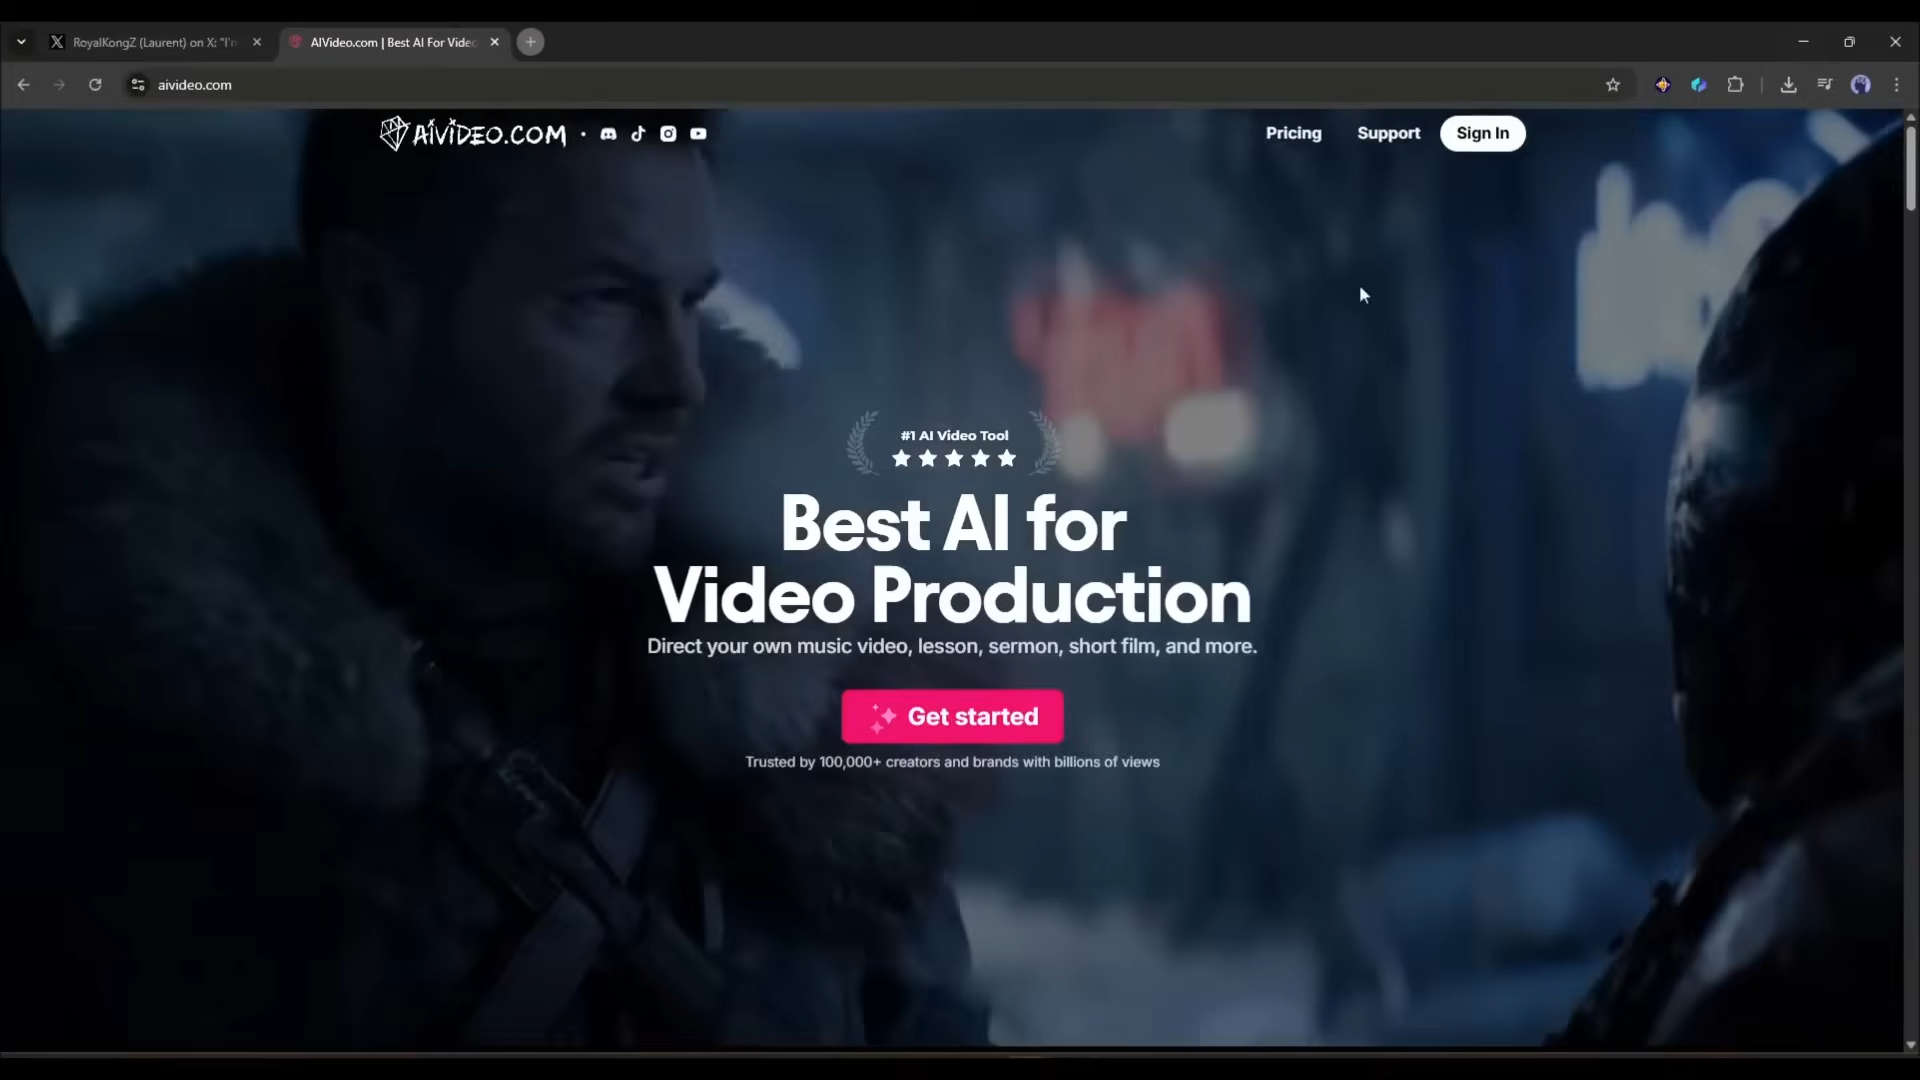 RoyalKongZ (Laurent) on X: "I'm
AIVideo.com | Best AI For Video
aivideo.com
AIVIDEO.COM
Pricing
Support
Sign In
#1 AI Video Tool
Best AI for
Video Production
Direct your own music video, lesson, sermon, short film, and more.
Get started
Trusted by 100,000+ creators and brands with billions of views